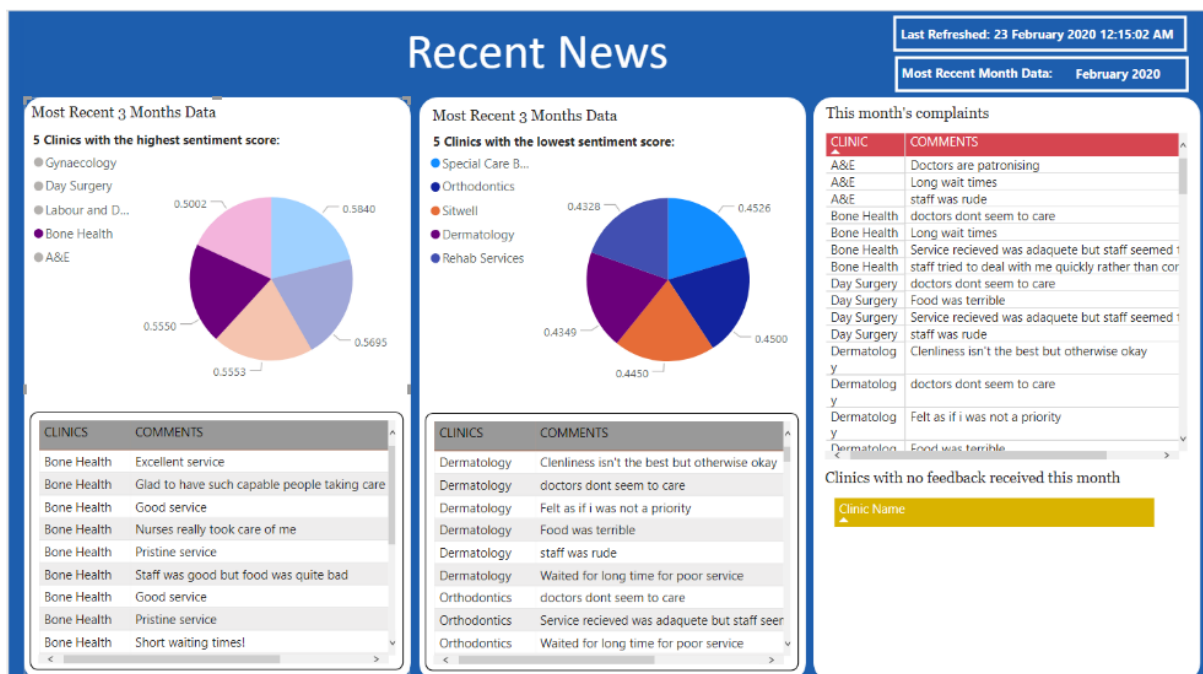 Recent News
Last Refreshed: 23 February 2020 12:15:02 AM
Most Recent Month Data: February 2020
Most Recent 3 Months Data
5 Clinics with the highest sentiment score:
Gynaecology
Day Surgery
Labour and D...
Bone Health
A&E
0.5002
0.5840
0.5550
0.5695
0.5553
CLINICS COMMENTS
Bone Health Excellent service
Bone Health Glad to have such capable people taking care
Bone Health Good service
Bone Health Nurses really took care of me
Bone Health Pristine service
Bone Health Staff was good but food was quite bad
Bone Health Good service
Bone Health Pristine service
Bone Health Short waiting times!
Most Recent 3 Months Data
5 Clinics with the lowest sentiment score:
Special Care B...
Orthodontics
Sitwell
Dermatology
Rehab Services
0.4328
0.4526
0.4349
0.4500
0.4450
CLINICS COMMENTS
Dermatology Clenliness isn't the best but otherwise okay
Dermatology doctors dont seem to care
Dermatology Felt as if i was not a priority
Dermatology Food was terrible
Dermatology staff was rude
Dermatology Waited for long time for poor service
Orthodontics doctors dont seem to care
Orthodontics Service recieved was adaquete but staff seer
Orthodontics Waited for long time for poor service
This month's complaints
CLINIC COMMENTS
A&E Doctors are patronising
A&E Long wait times
A&E staff was rude
Bone Health doctors dont seem to care
Bone Health Long wait times
Bone Health Service recieved was adaquete but staff seemed
Bone Health staff tried to deal with me quickly rather than cor
Day Surgery doctors dont seem to care
Day Surgery Food was terrible
Day Surgery Service recieved was adaquete but staff seemed
Day Surgery staff was rude
Dermatolog Clenliness isn't the best but otherwise okay
y
Dermatolog doctors dont seem to care
y
Dermatolog Felt as if i was not a priority
y
Dermatolog Food was terrible
Clinics with no feedback received this month
Clinic Name